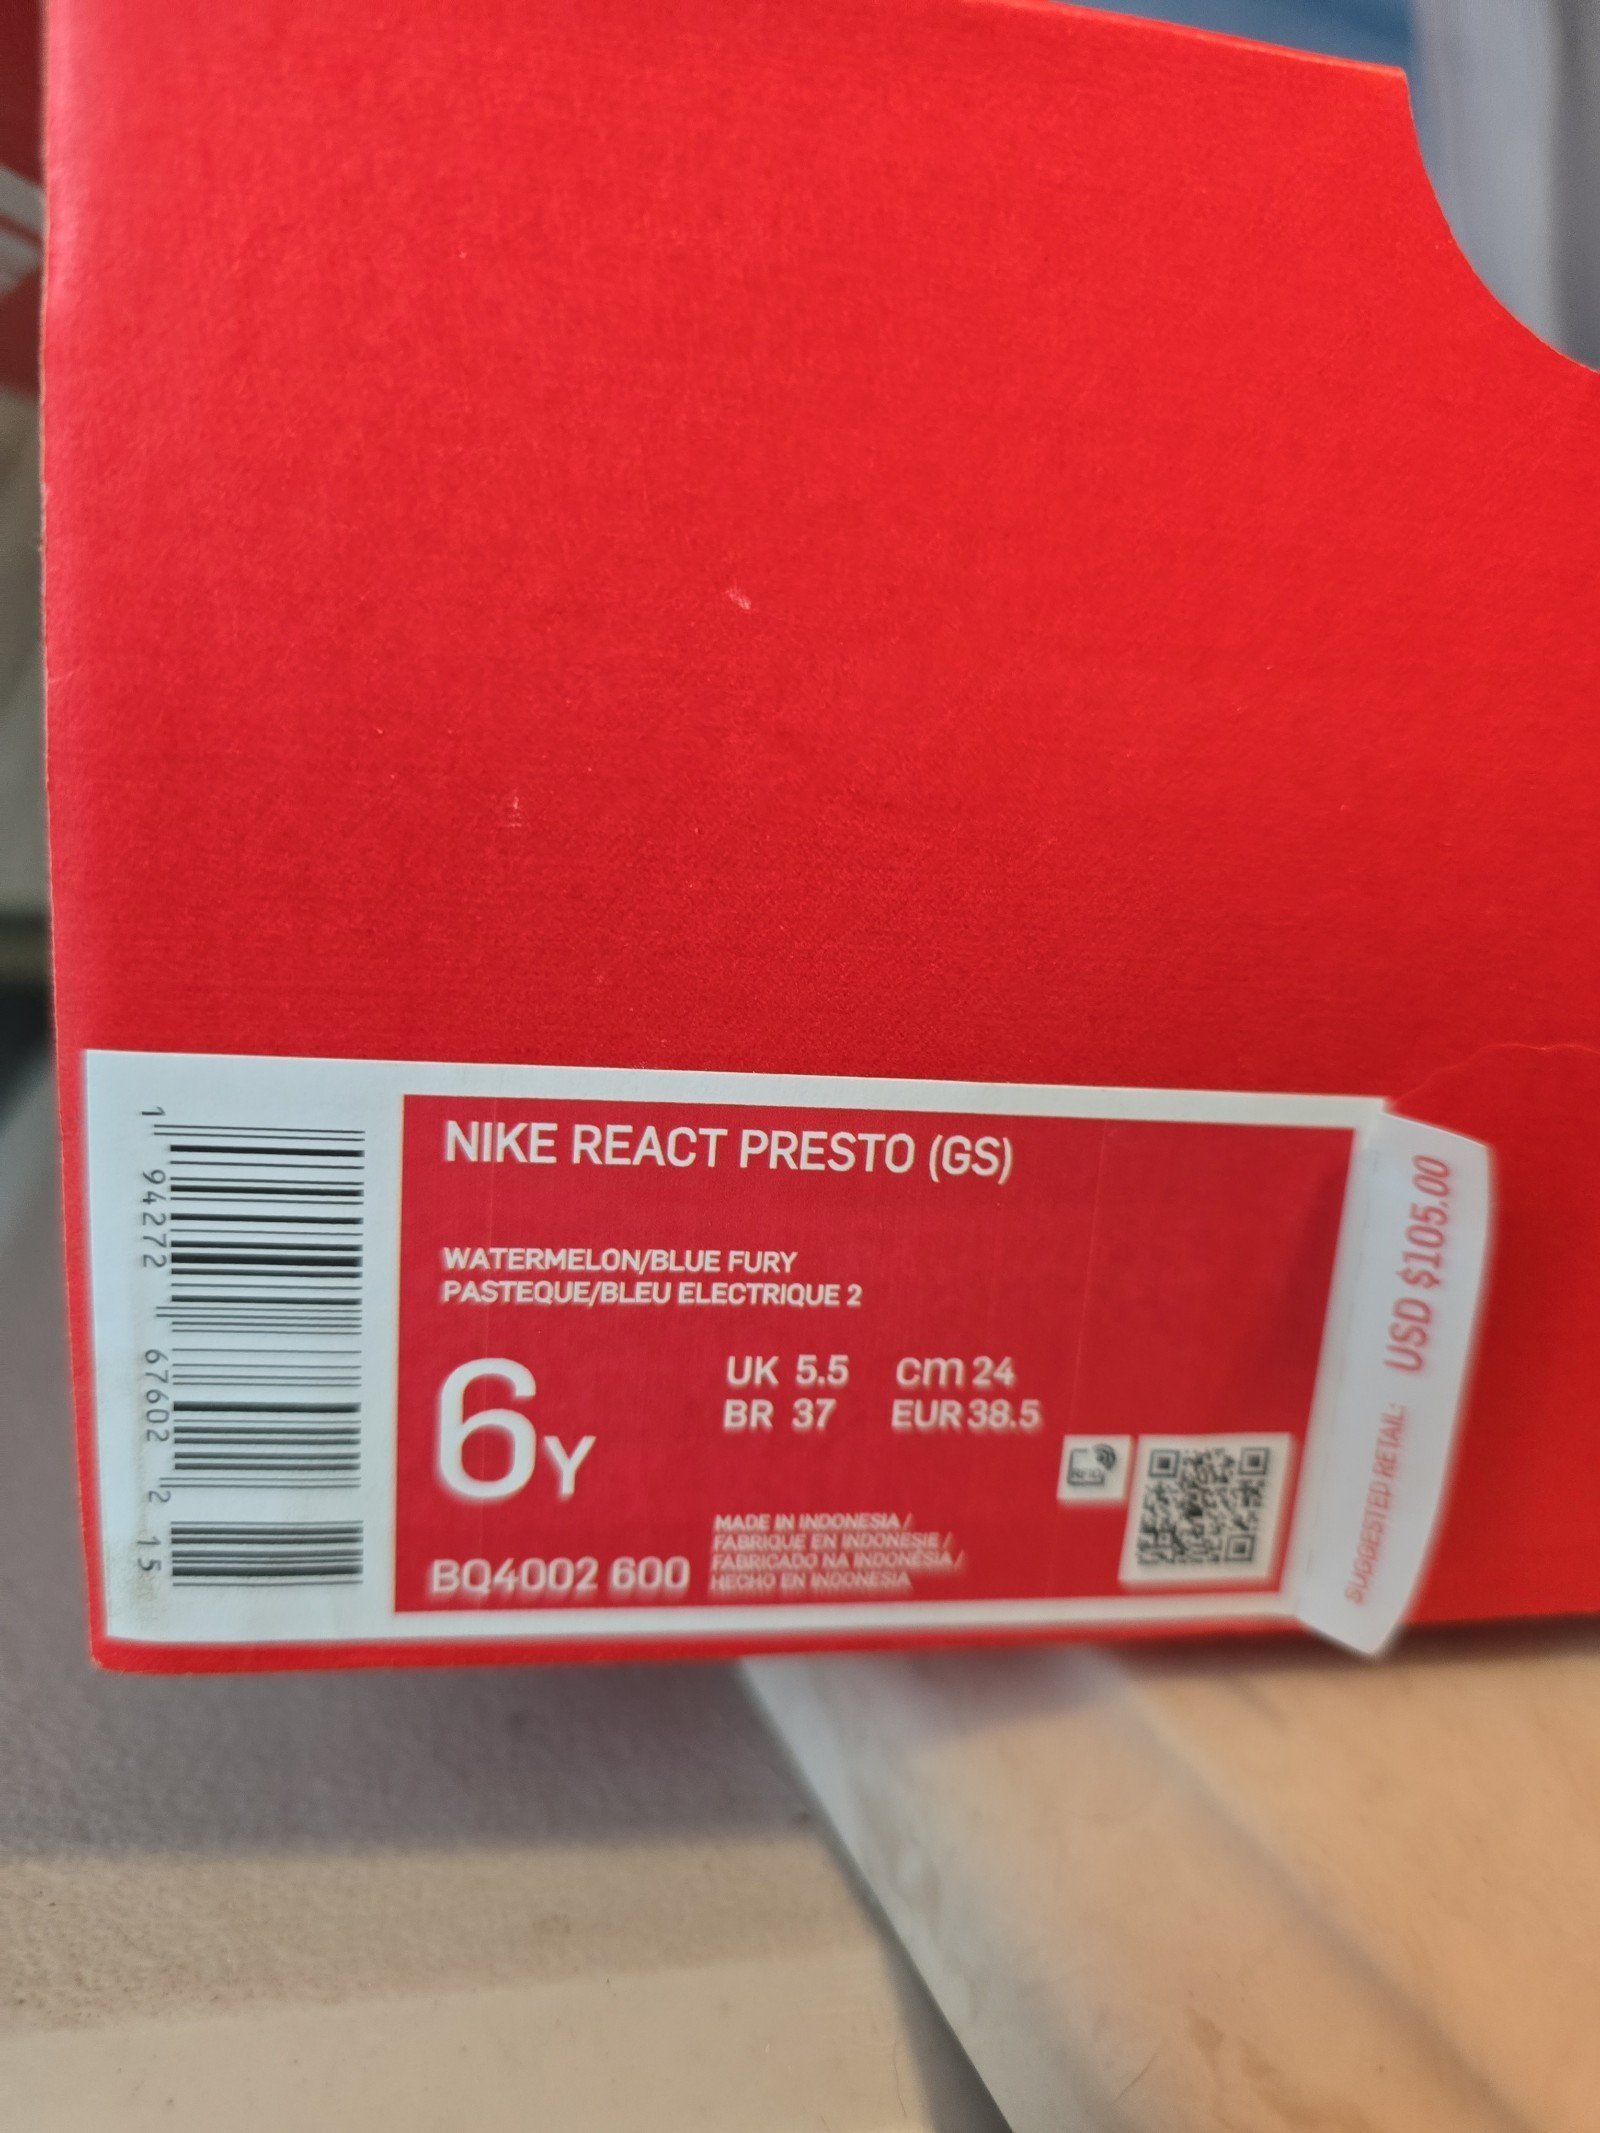 NIKE REACT PRESTO (GS)
WATERMELON/BLUE FURY
PASTEQUE/BLEU ELECTRIQUE 2
6Y
UK 5.5 cm 24
BR 37 EUR 38.5
BQ4002 600
MADE IN INDONESIA /
FABRIQUE EN INDONESIE /
FABRICADO NA INDONÉSIA /
HECHO EN INDONESIA
1 94272 67602 2 15
SUGGESTED RETAIL: USD $105.00